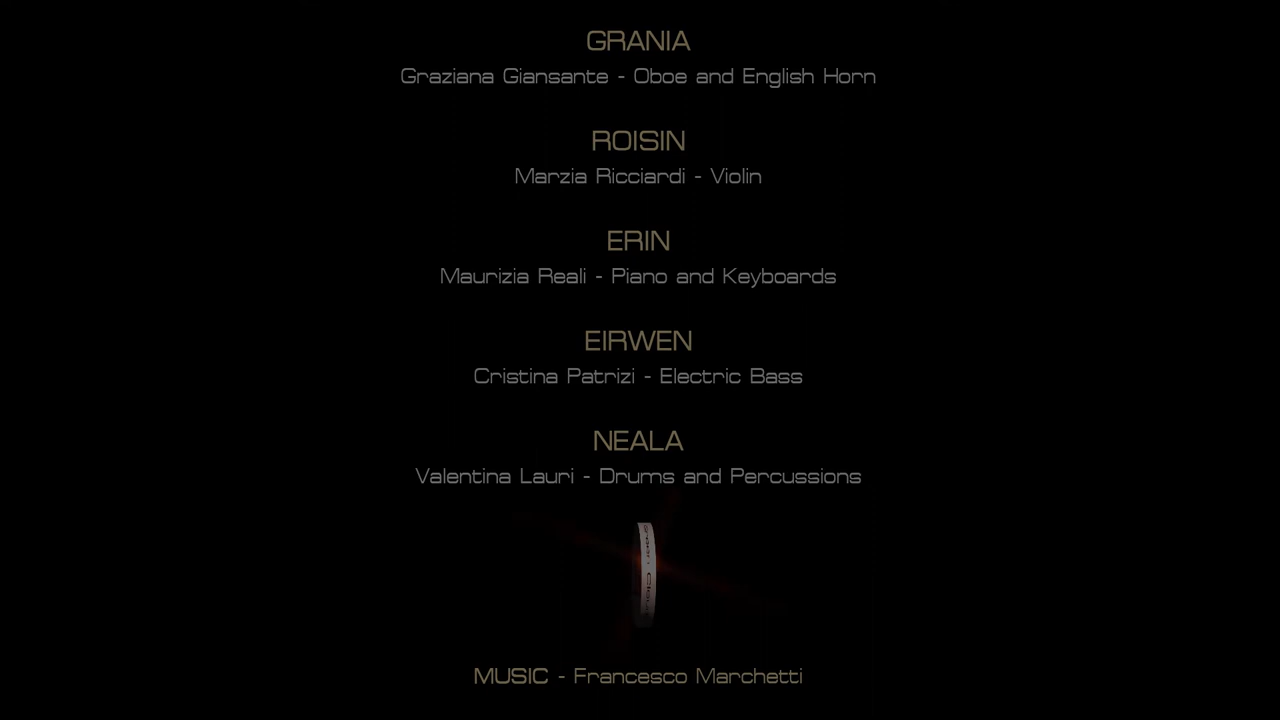 GRANIA
Graziana Giansante - Oboe and English Horn
ROISIN
Marzia Ricciardi - Violin
ERIN
Maurizia Reali - Piano and Keyboards
EIRWEN
Cristina Patrizi - Electric Bass
NEALA
Valentina Lauri - Drums and Percussions
MUSIC - Francesco Marchetti